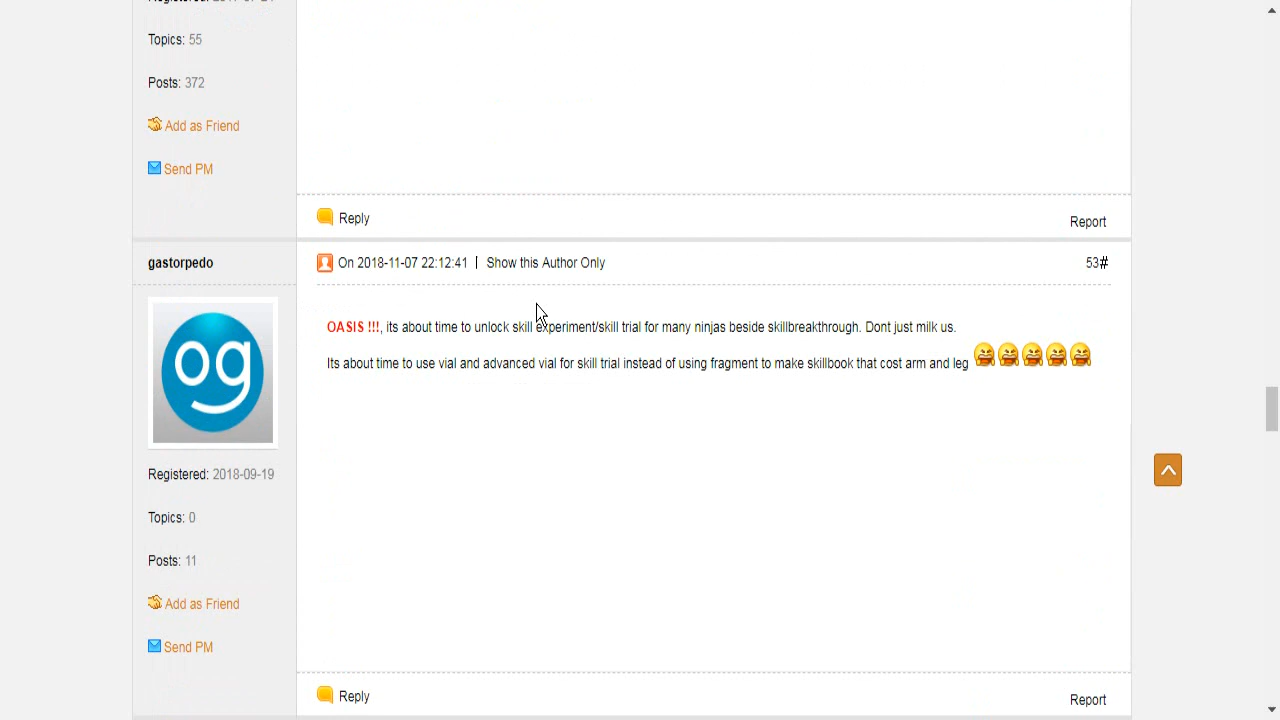 Topics: 55
Posts: 372
Add as Friend
Send PM
Reply
Report
gastorpedo
On 2018-11-07 22:12:41 | Show this Author Only
53#
OASIS !!!, its about time to unlock skill experiment/skill trial for many ninjas beside skillbreakthrough. Dont just milk us.
Its about time to use vial and advanced vial for skill trial instead of using fragment to make skillbook that cost arm and leg
og
Registered: 2018-09-19
Topics: 0
Posts: 11
Add as Friend
Send PM
Reply
Report